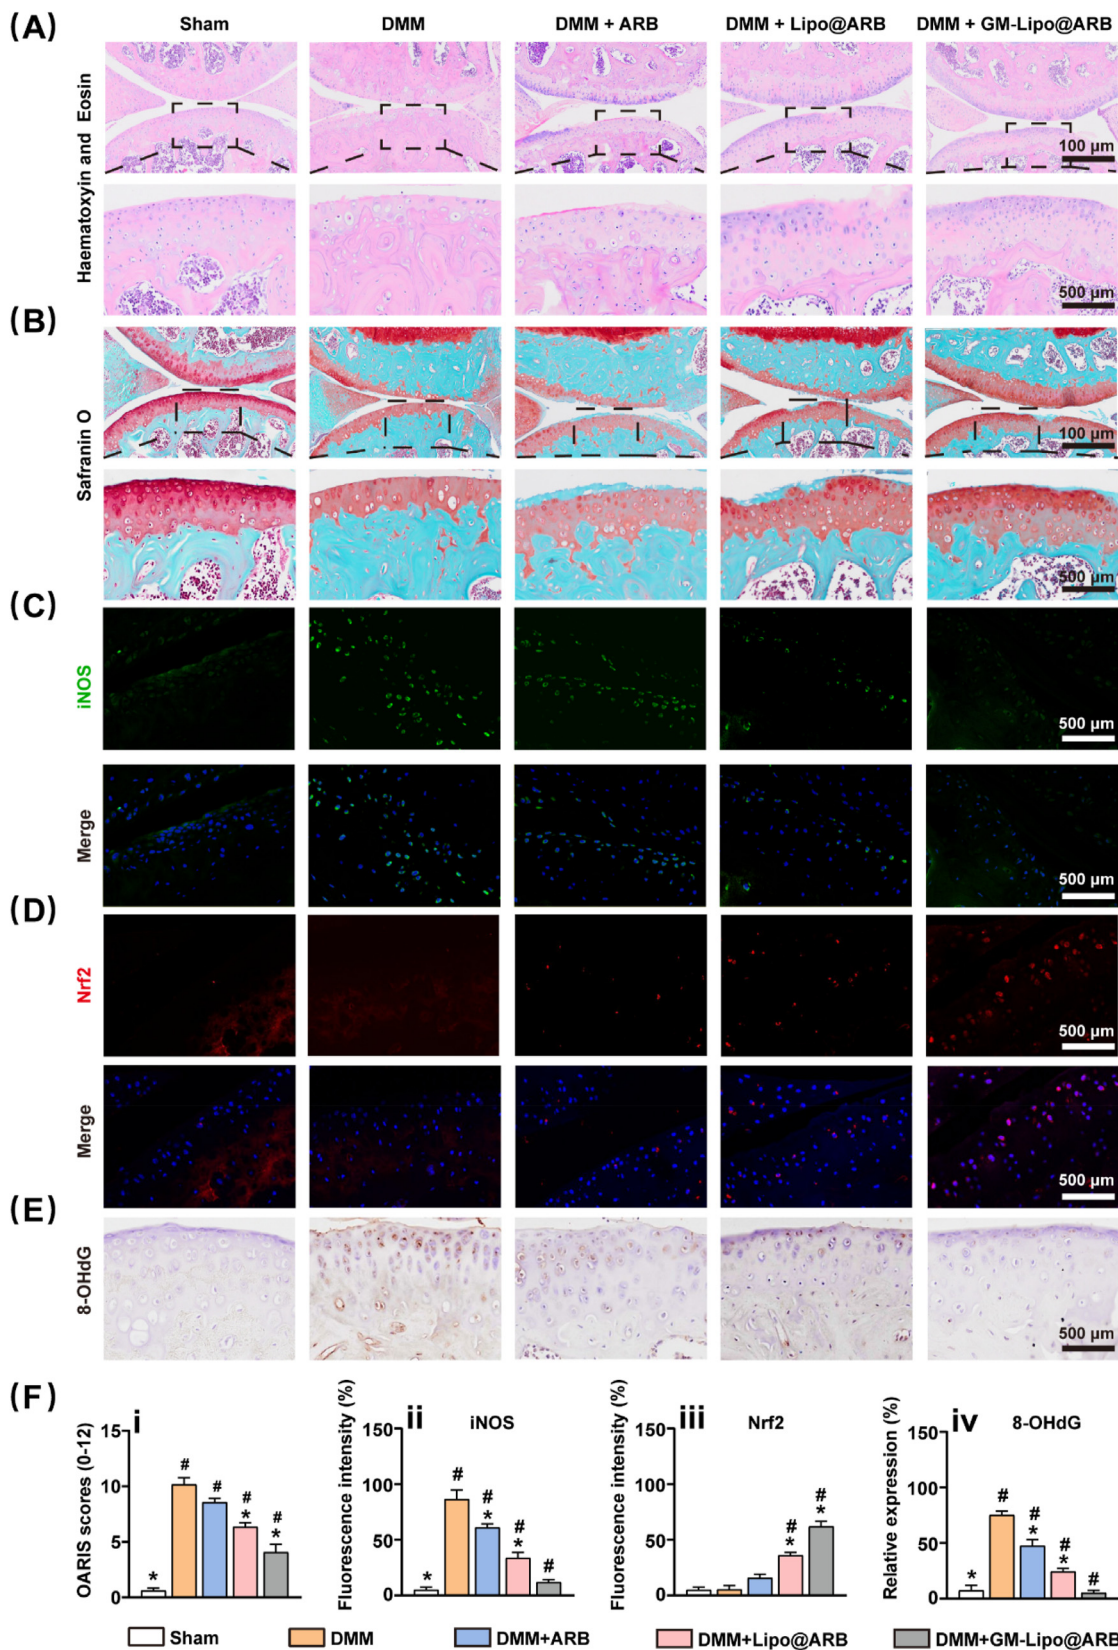 (A)
Sham DMM DMM + ARB DMM + Lipo@ARB DMM + GM-Lipo@ARB
Haematoxyin and Eosin
100 µm
500 µm
(B)
Safranin O
100 µm
500 µm
(C)
iNOS
500 µm
Merge
500 µm
(D)
Nrf2
500 µm
Merge
500 µm
(E)
8-OHdG
500 µm
(F)
i
OARIS scores (0-12)
15
10
5
0
*
#
#
#
*
#
*
ii
iNOS
Fluorescence intensity (%)
150
100
50
0
*
#
#
*
#
*
#
iii
Nrf2
Fluorescence intensity (%)
150
100
50
0
#
*
#
*
iv
8-OHdG
Relative expression (%)
150
100
50
0
*
#
#
*
#
*
#
Sham DMM DMM+ARB DMM+Lipo@ARB DMM+GM-Lipo@ARB